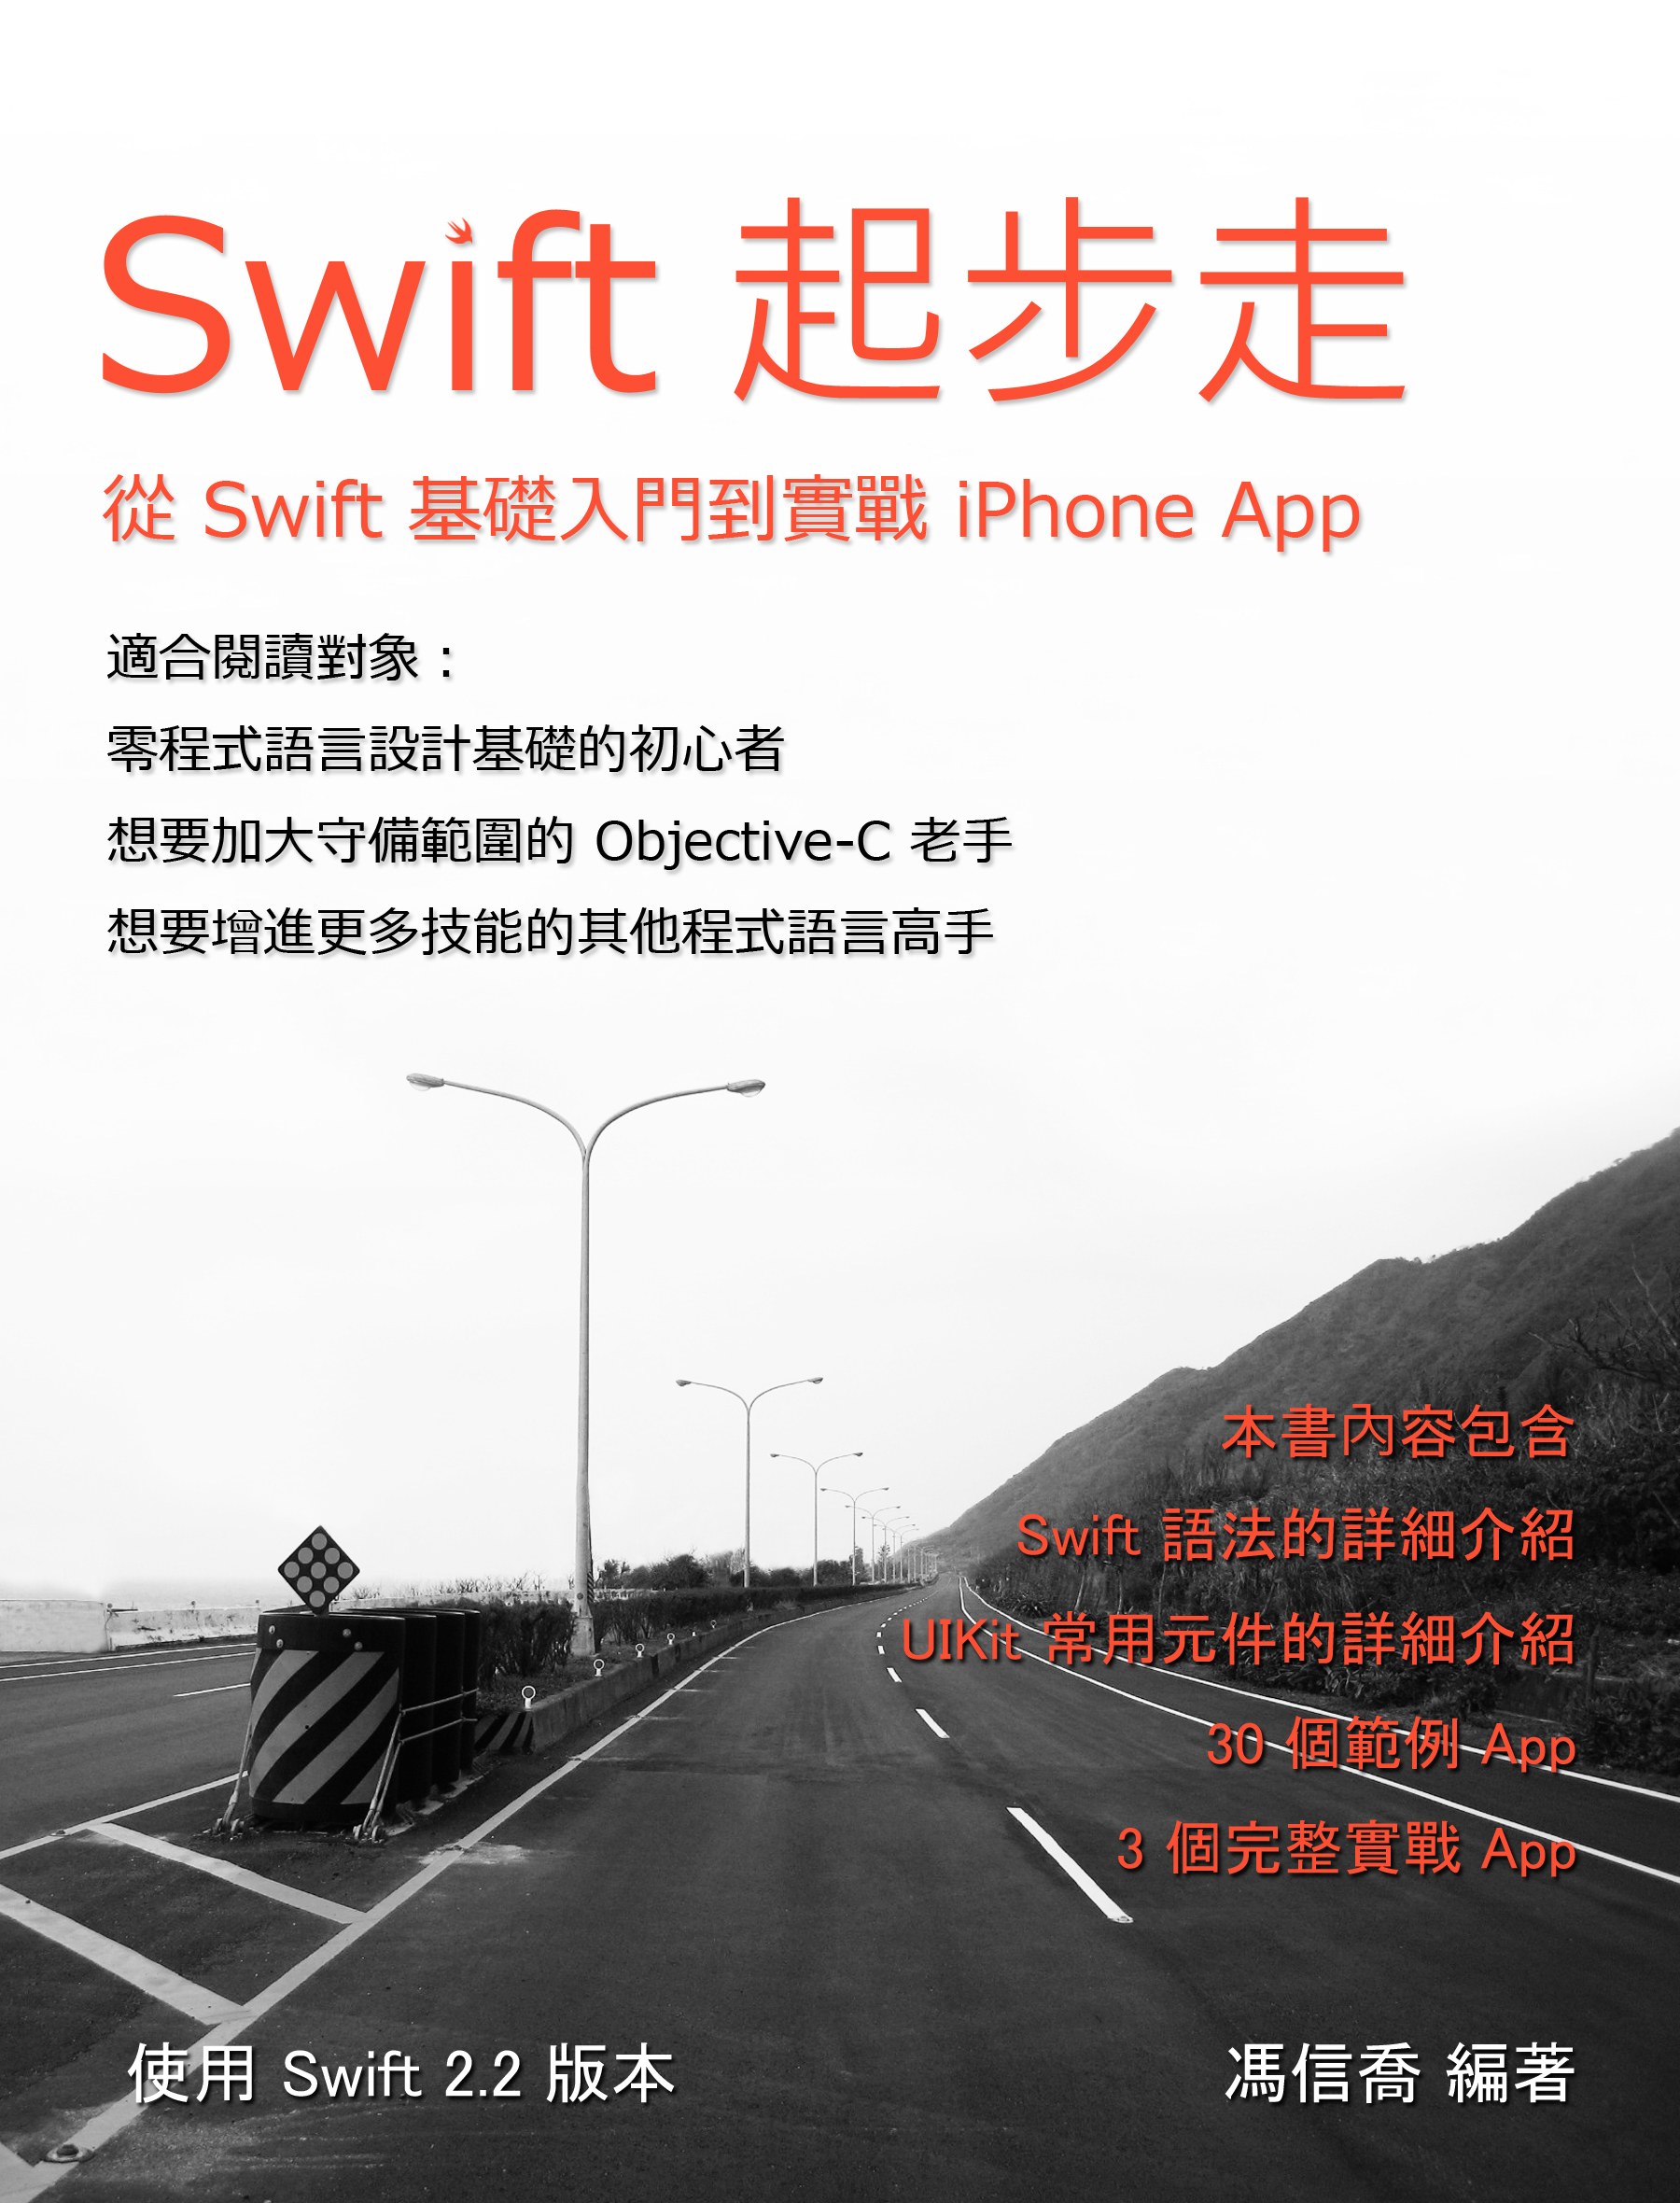 Swift 起步走
從 Swift 基礎入門到實戰 iPhone App
適合閱讀對象：
零程式語言設計基礎的初心者
想要加大守備範圍的 Objective-C 老手
想要增進更多技能的其他程式語言高手
本書內容包含
Swift 語法的詳細介紹
UIKit 常用元件的詳細介紹
30 個範例 App
3 個完整實戰 App
使用 Swift 2.2 版本
馮信喬 編著